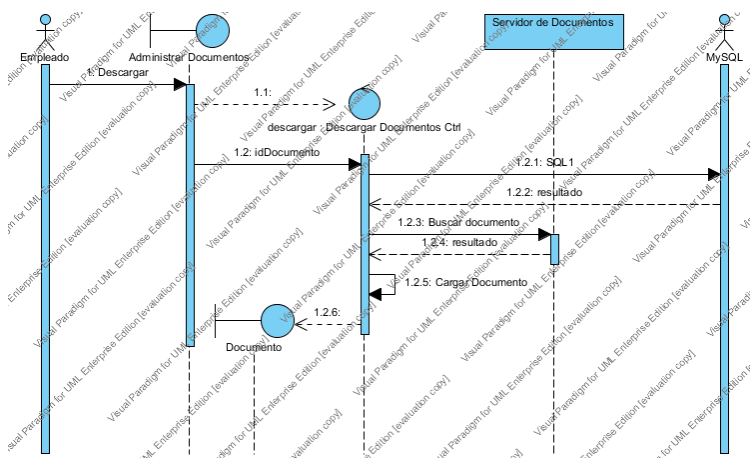 Servidor de Documentos
Empleado
Administrar Documentos
MySQL
1: Descargar
1.1:
descargar : Descargar Documentos Ctrl
1.2: idDocumento
1.2.1: SQL1
1.2.2: resultado
1.2.3: Buscar documento
1.2.4: resultado
1.2.5: Cargar Documento
1.2.6:
Documento
Visual Paradigm for UML Enterprise Edition [evaluation copy]